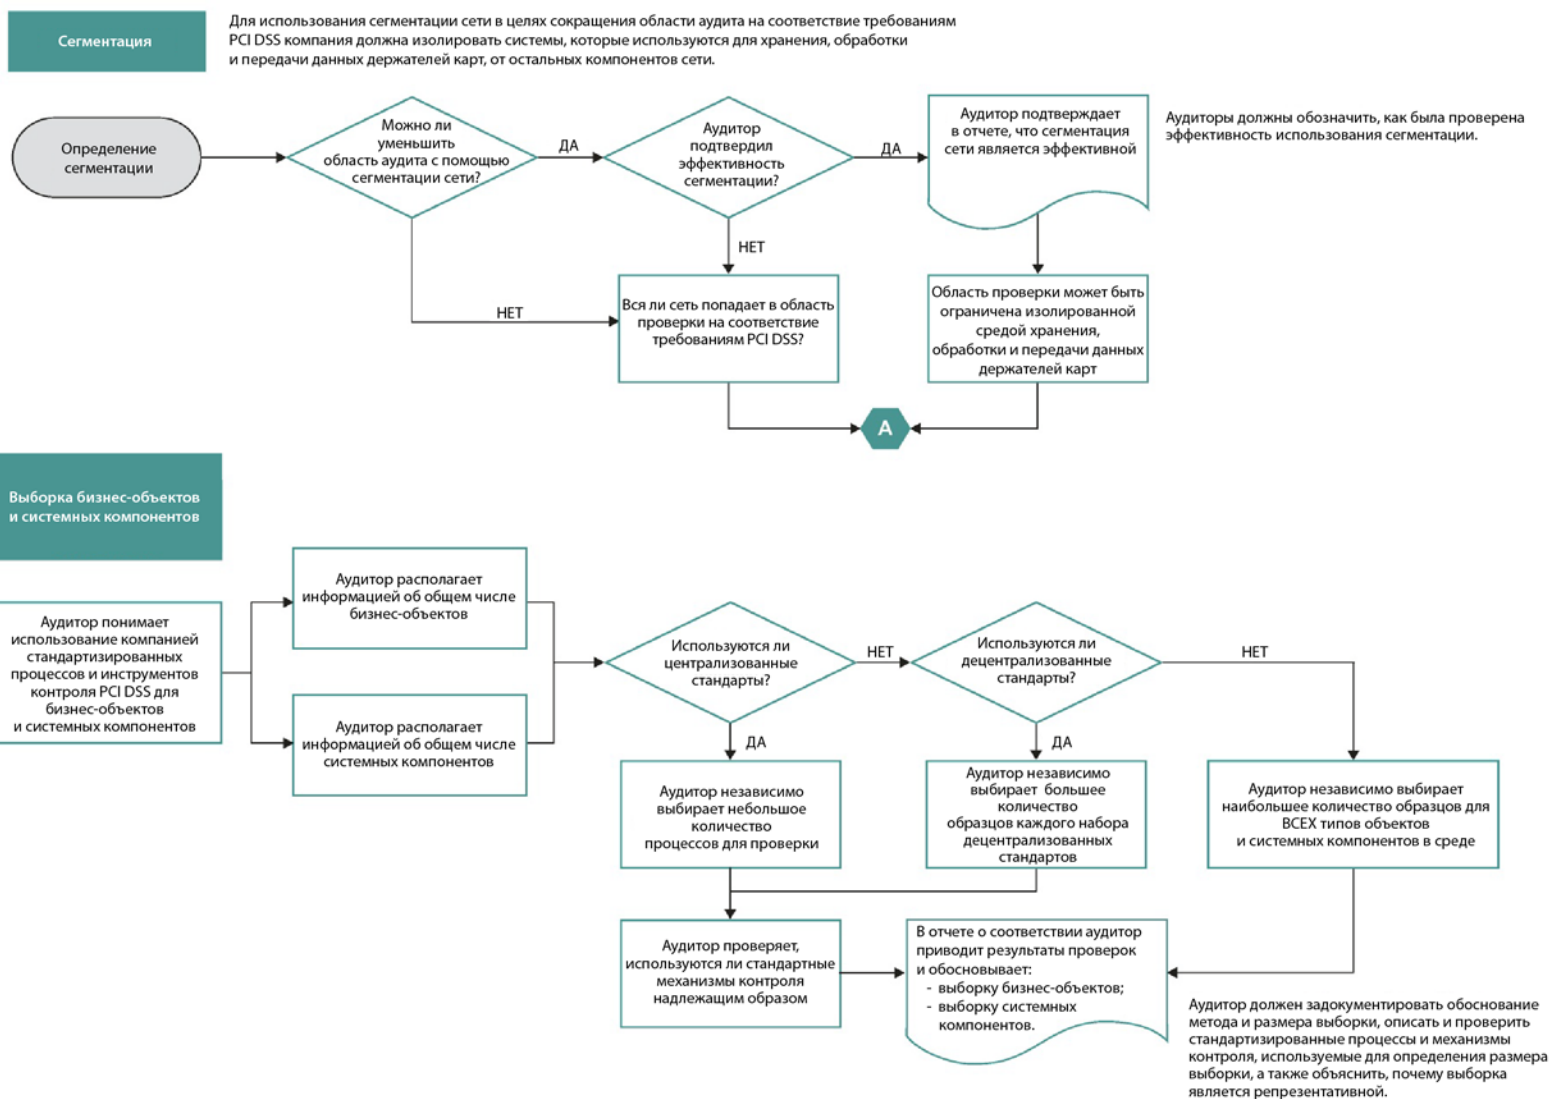 Сегментация
Для использования сегментации сети в целях сокращения области аудита на соответствие требованиям
PCI DSS компания должна изолировать системы, которые используются для хранения, обработки
и передачи данных держателей карт, от остальных компонентов сети.
Определение
сегментации
Можно ли
уменьшить
область аудита с помощью
сегментации сети?
ДА
Аудитор
подтвердил
эффективность
сегментации?
ДА
Аудитор подтверждает
в отчете, что сегментация
сети является эффективной
Аудиторы должны обозначить, как была проверена
эффективность использования сегментации.
НЕТ
НЕТ
Вся ли сеть попадает в область
проверки на соответствие
требованиям PCI DSS?
Область проверки может быть
ограничена изолированной
средой хранения,
обработки и передачи данных
держателей карт
А
Выборка бизнес-объектов
и системных компонентов
Аудитор понимает
использование компанией
стандартизированных
процессов и инструментов
контроля PCI DSS для
бизнес-объектов
и системных компонентов
Аудитор располагает
информацией об общем числе
бизнес-объектов
Аудитор располагает
информацией об общем числе
системных компонентов
Используются ли
централизованные
стандарты?
НЕТ
Используются ли
децентрализованные
стандарты?
НЕТ
ДА
ДА
Аудитор независимо
выбирает небольшое
количество
процессов для проверки
Аудитор независимо
выбирает большее
количество
образцов каждого набора
децентрализованных
стандартов
Аудитор независимо выбирает
наибольшее количество образцов для
ВСЕХ типов объектов
и системных компонентов в среде
Аудитор проверяет,
используются ли стандартные
механизмы контроля
надлежащим образом
В отчете о соответствии аудитор
приводит результаты проверок
и обосновывает:
- выборку бизнес-объектов;
- выборку системных
компонентов.
Аудитор должен задокументировать обоснование
метода и размера выборки, описать и проверить
стандартизированные процессы и механизмы
контроля, используемые для определения размера
выборки, а также объяснить, почему выборка
является репрезентативной.